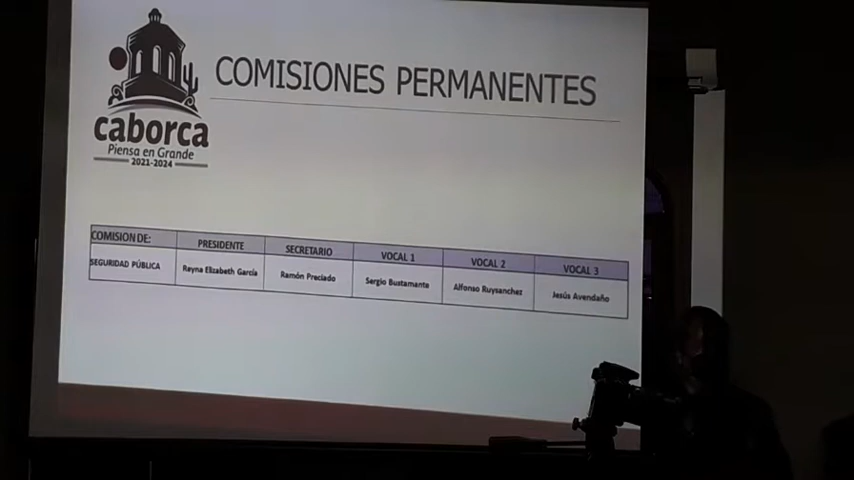 COMISIONES PERMANENTES
caborca
Piensa en Grande
2021-2024
COMISION DE: PRESIDENTE SECRETARIO VOCAL 1 VOCAL 2 VOCAL 3
SEGURIDAD PÚBLICA Reyna Elizabeth García Ramón Preciado Sergio Bustamante Alfonso Ruysanchez Jesús Avendaño